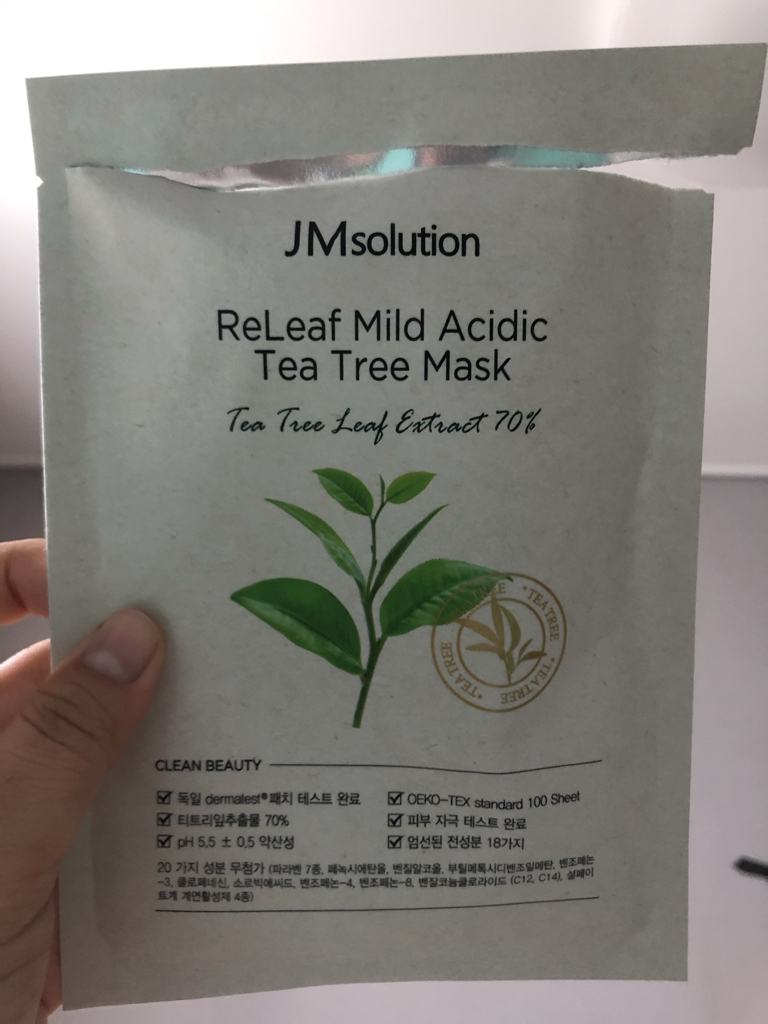 JMsolution
ReLeaf Mild Acidic
Tea Tree Mask
Tea Tree Leaf Extract 70%
TEA TREE * TEA TREE * TEA TREE * TEA TREE *
CLEAN BEAUTY
독일 dermatest® 패치 테스트 완료
OEKO-TEX standard 100 Sheet
티트리잎추출물 70%
피부 자극 테스트 완료
pH 5.5 ± 0.5 약산성
엄선된 전성분 18가지
20 가지 성분 무첨가 (파라벤 7종, 페녹시에탄올, 벤질알코올, 부틸메톡시디벤조일메탄, 벤조페논
-3, 클로페네신, 소르빅애씨드, 벤조페논-4, 벤조페논-8, 벤잘코늄클로라이드 (C12, C14), 설페이
트계 계면활성제 4종)